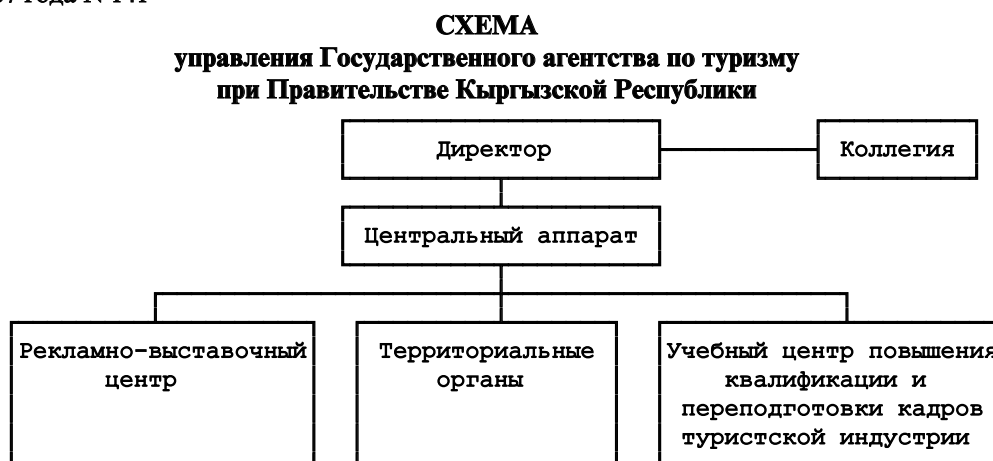 года N
СХЕМА
управления Государственного агентства по туризму
при Правительстве Кыргызской Республики
Директор
Коллегия
Центральный аппарат
Рекламно-выставочный
центр
Территориальные
органы
Учебный центр повышения
квалификации и
переподготовки кадров
туристской индустрии